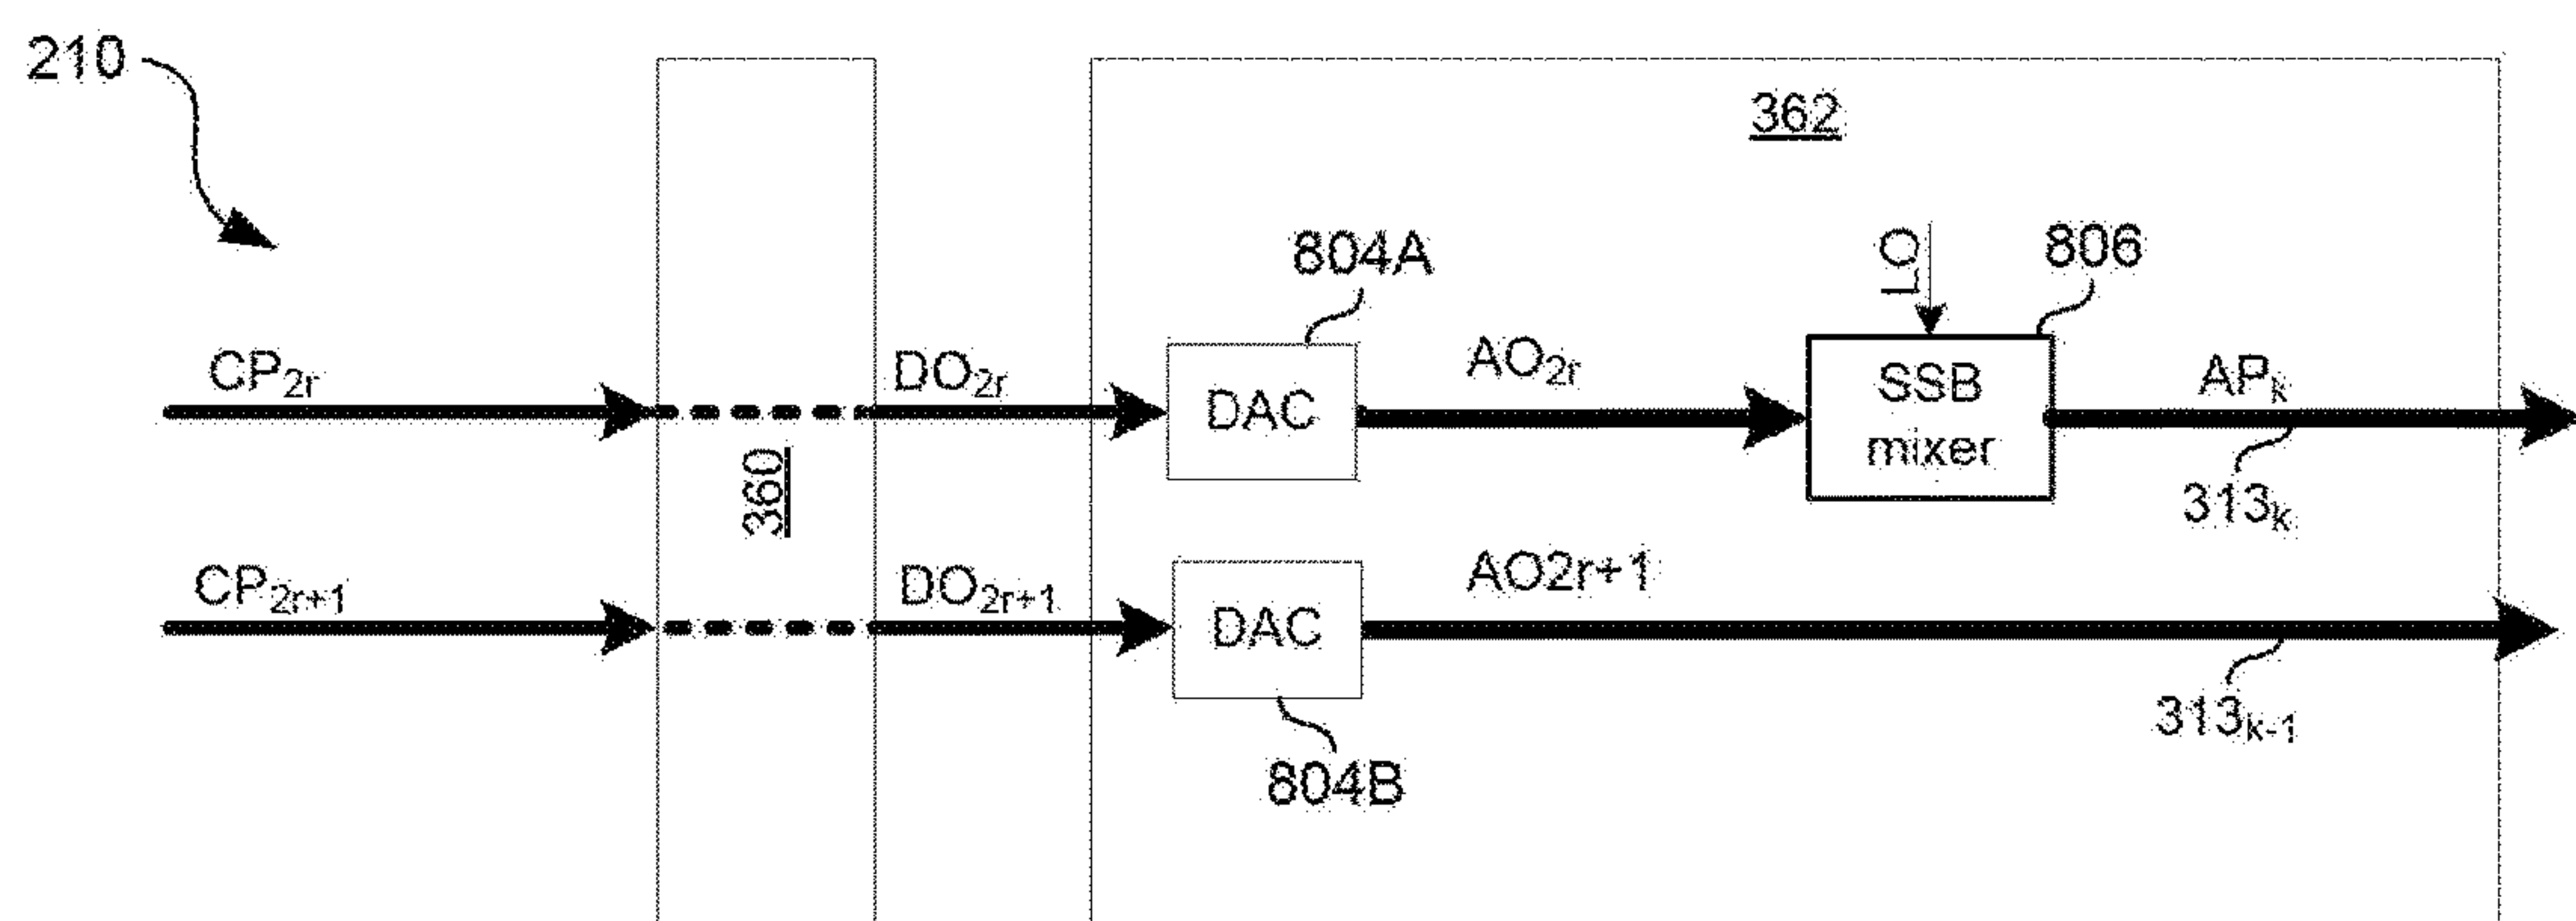 210
362
804A
LO
806
CP2r
DO2r
DAC
AO2r
SSB
mixer
APk
313k
360
CP2r+1
DO2r+1
DAC
AO2r+1
313k-1
804B